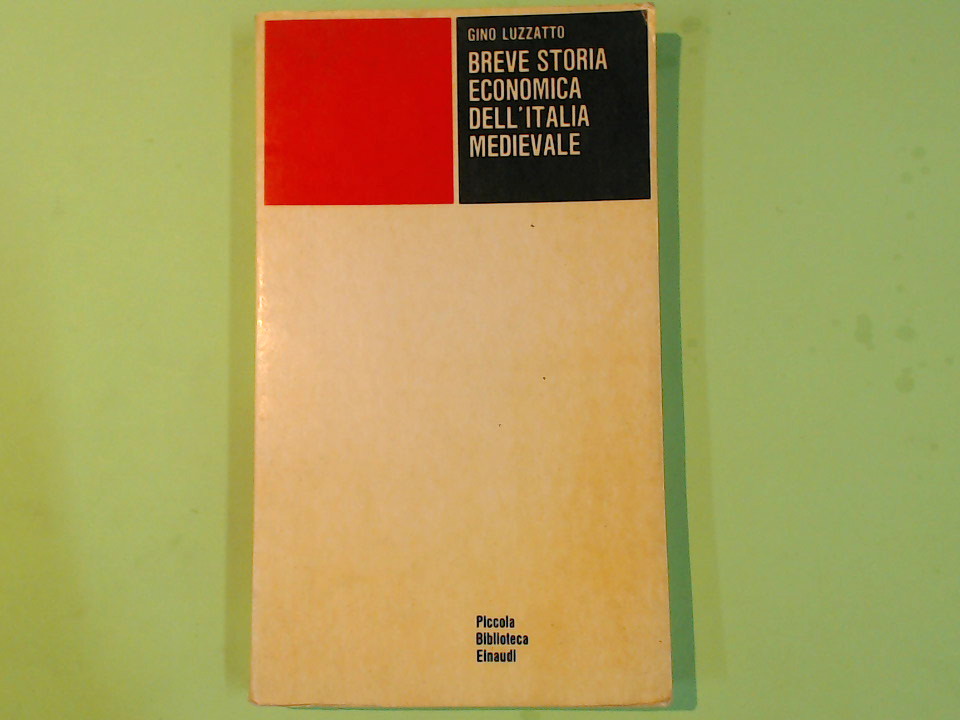 GINO LUZZATTO
BREVE STORIA
ECONOMICA
DELL'ITALIA
MEDIEVALE
Piccola
Biblioteca
Einaudi